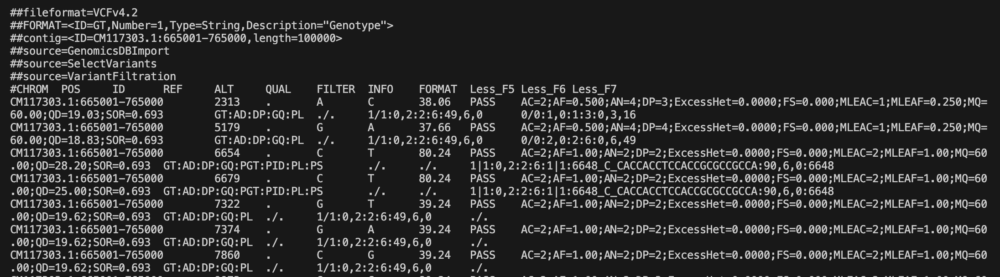 ##fileformat=VCFv4.2
##FORMAT=<ID=GT,Number=1,Type=String,Description="Genotype">
##contig=<ID=CM117303.1:665001-765000,length=100000>
##source=GenomicsDBImport
##source=SelectVariants
##source=VariantFiltration
#CHROM POS ID REF ALT QUAL FILTER INFO FORMAT Less_F5 Less_F6 Less_F7
CM117303.1:665001-765000 2313 . A C 38.06 PASS AC=2;AF=0.500;AN=4;DP=3;ExcessHet=0.0000;FS=0.000;MLEAC=1;MLEAF=0.250;MQ=
60.00;QD=19.03;SOR=0.693 GT:AD:DP:GQ:PL ./. 1/1:0,2:2:6:49,6,0 0/0:1,0:1:3:0,3,16
CM117303.1:665001-765000 5179 . G A 37.66 PASS AC=2;AF=0.500;AN=4;DP=4;ExcessHet=0.0000;FS=0.000;MLEAC=1;MLEAF=0.250;MQ=
60.00;QD=18.83;SOR=0.693 GT:AD:DP:GQ:PL ./. 1/1:0,2:2:6:49,6,0 0/0:2,0:2:6:0,6,49
CM117303.1:665001-765000 6654 . C T 80.24 PASS AC=2;AF=1.00;AN=2;DP=2;ExcessHet=0.0000;FS=0.000;MLEAC=2;MLEAF=1.00;MQ=60
.00;QD=28.20;SOR=0.693 GT:AD:DP:GQ:PGT:PID:PL:PS ./. ./. 1|1:0,2:2:6:1|1:6648_C_CACCACCTCCACCGCGCCGCCA:90,6,0:6648
CM117303.1:665001-765000 6679 . C T 80.24 PASS AC=2;AF=1.00;AN=2;DP=2;ExcessHet=0.0000;FS=0.000;MLEAC=2;MLEAF=1.00;MQ=60
.00;QD=25.00;SOR=0.693 GT:AD:DP:GQ:PGT:PID:PL:PS ./. ./. 1|1:0,2:2:6:1|1:6648_C_CACCACCTCCACCGCGCCGCCA:90,6,0:6648
CM117303.1:665001-765000 7322 . G T 39.24 PASS AC=2;AF=1.00;AN=2;DP=2;ExcessHet=0.0000;FS=0.000;MLEAC=2;MLEAF=1.00;MQ=60
.00;QD=19.62;SOR=0.693 GT:AD:DP:GQ:PL ./. 1/1:0,2:2:6:49,6,0 ./.
CM117303.1:665001-765000 7374 . G A 39.24 PASS AC=2;AF=1.00;AN=2;DP=2;ExcessHet=0.0000;FS=0.000;MLEAC=2;MLEAF=1.00;MQ=60
.00;QD=19.62;SOR=0.693 GT:AD:DP:GQ:PL ./. 1/1:0,2:2:6:49,6,0 ./.
CM117303.1:665001-765000 7860 . C G 39.24 PASS AC=2;AF=1.00;AN=2;DP=2;ExcessHet=0.0000;FS=0.000;MLEAC=2;MLEAF=1.00;MQ=60
.00;QD=19.62;SOR=0.693 GT:AD:DP:GQ:PL ./. 1/1:0,2:2:6:49,6,0 ./.